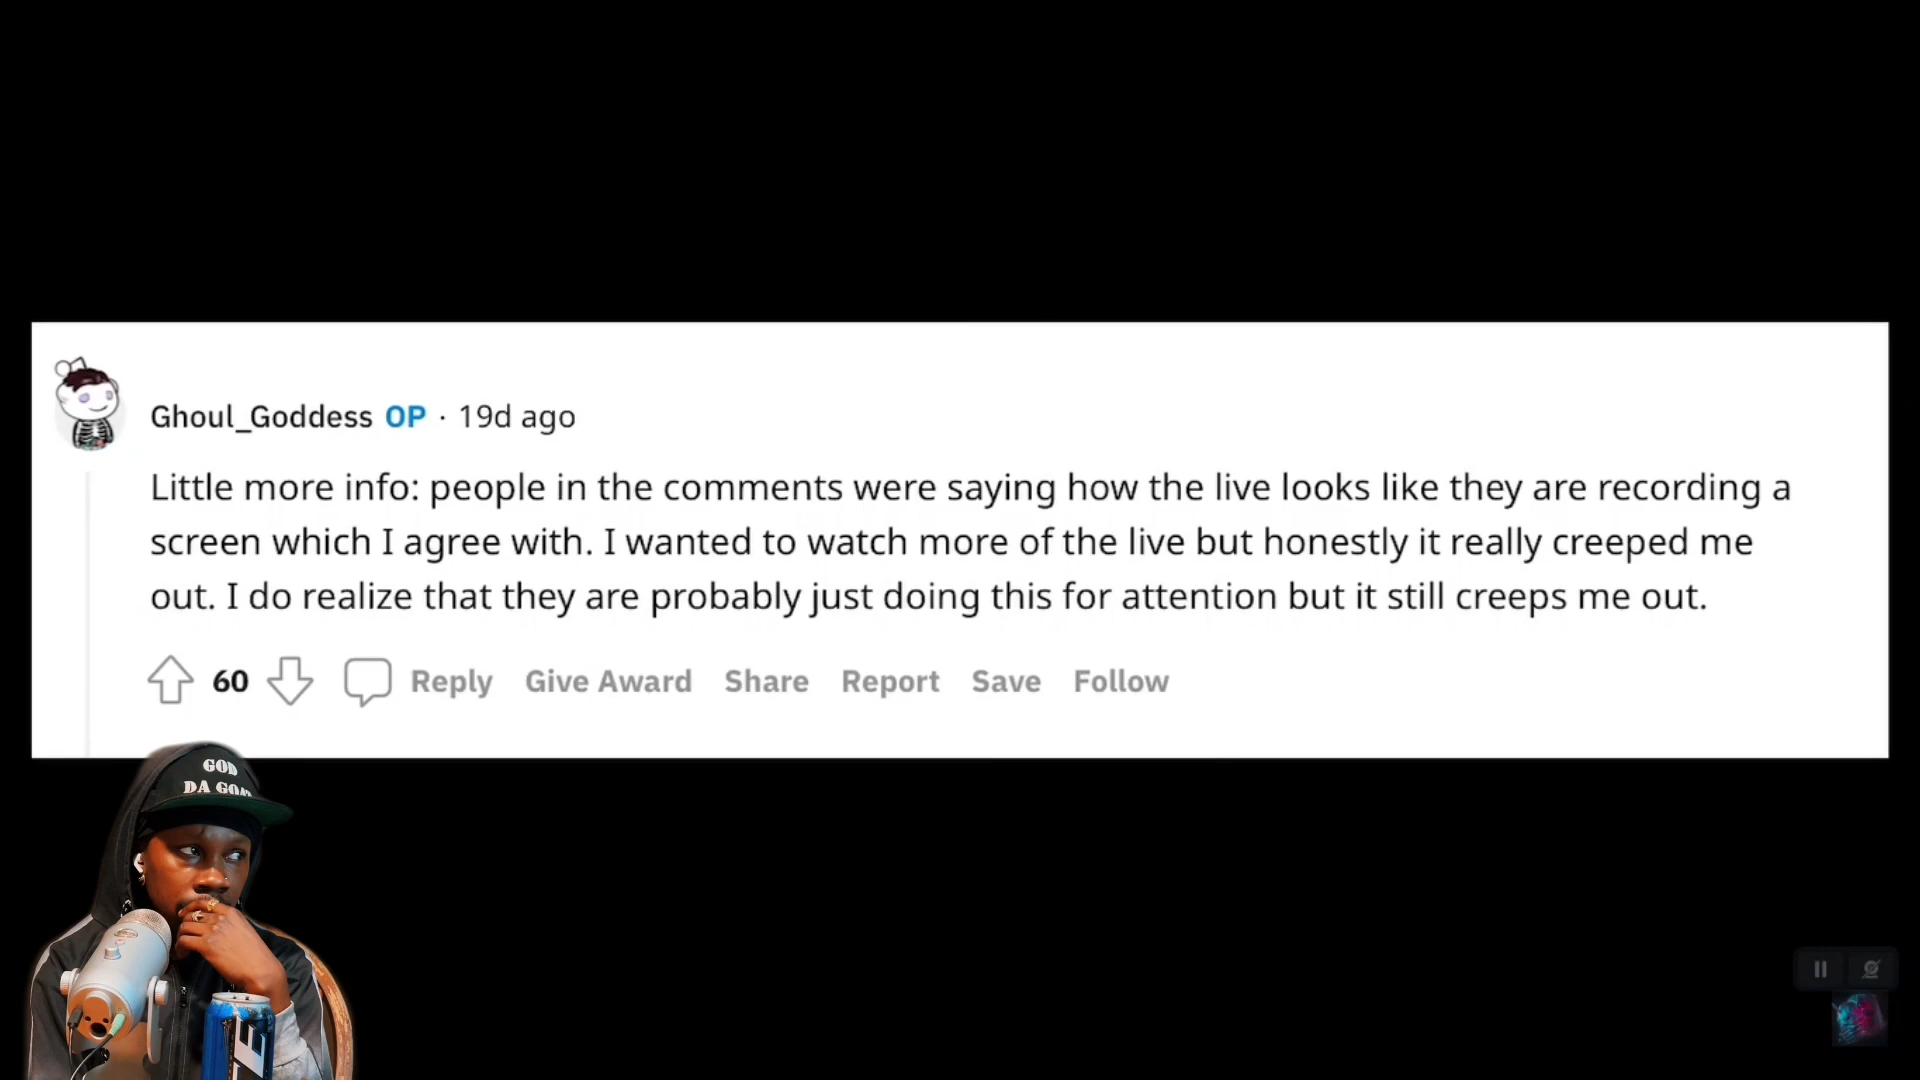 Ghoul_Goddess OP · 19d ago
Little more info: people in the comments were saying how the live looks like they are recording a
screen which I agree with. I wanted to watch more of the live but honestly it really creeped me
out. I do realize that they are probably just doing this for attention but it still creeps me out.
60 Reply Give Award Share Report Save Follow
GOD
DA GOAT